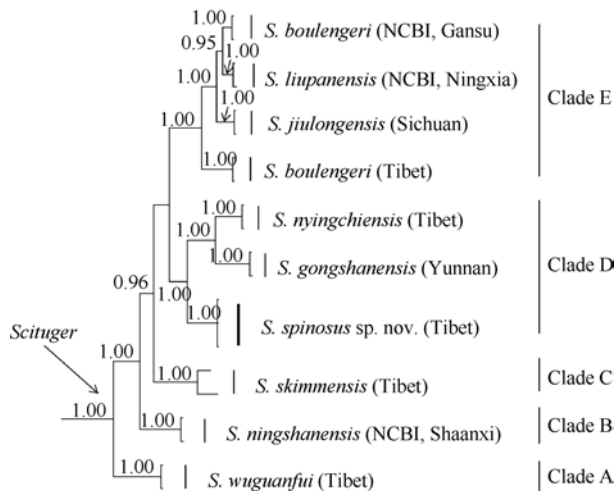 1.00
S. boulengeri (NCBI, Gansu)
0.95
1.00
1.00
S. liupanensis (NCBI, Ningxia)
Clade E
1.00
1.00
S. jiulongensis (Sichuan)
1.00
1.00
S. boulengeri (Tibet)
1.00
S. nyingchiensis (Tibet)
1.00
1.00
S. gongshanensis (Yunnan)
Clade D
0.96
1.00
1.00
S. spinosus sp. nov. (Tibet)
Scituger
1.00
S. skimmensis (Tibet)
Clade C
1.00
1.00
S. ningshanensis (NCBI, Shaanxi)
Clade B
1.00
S. wuguanfui (Tibet)
Clade A